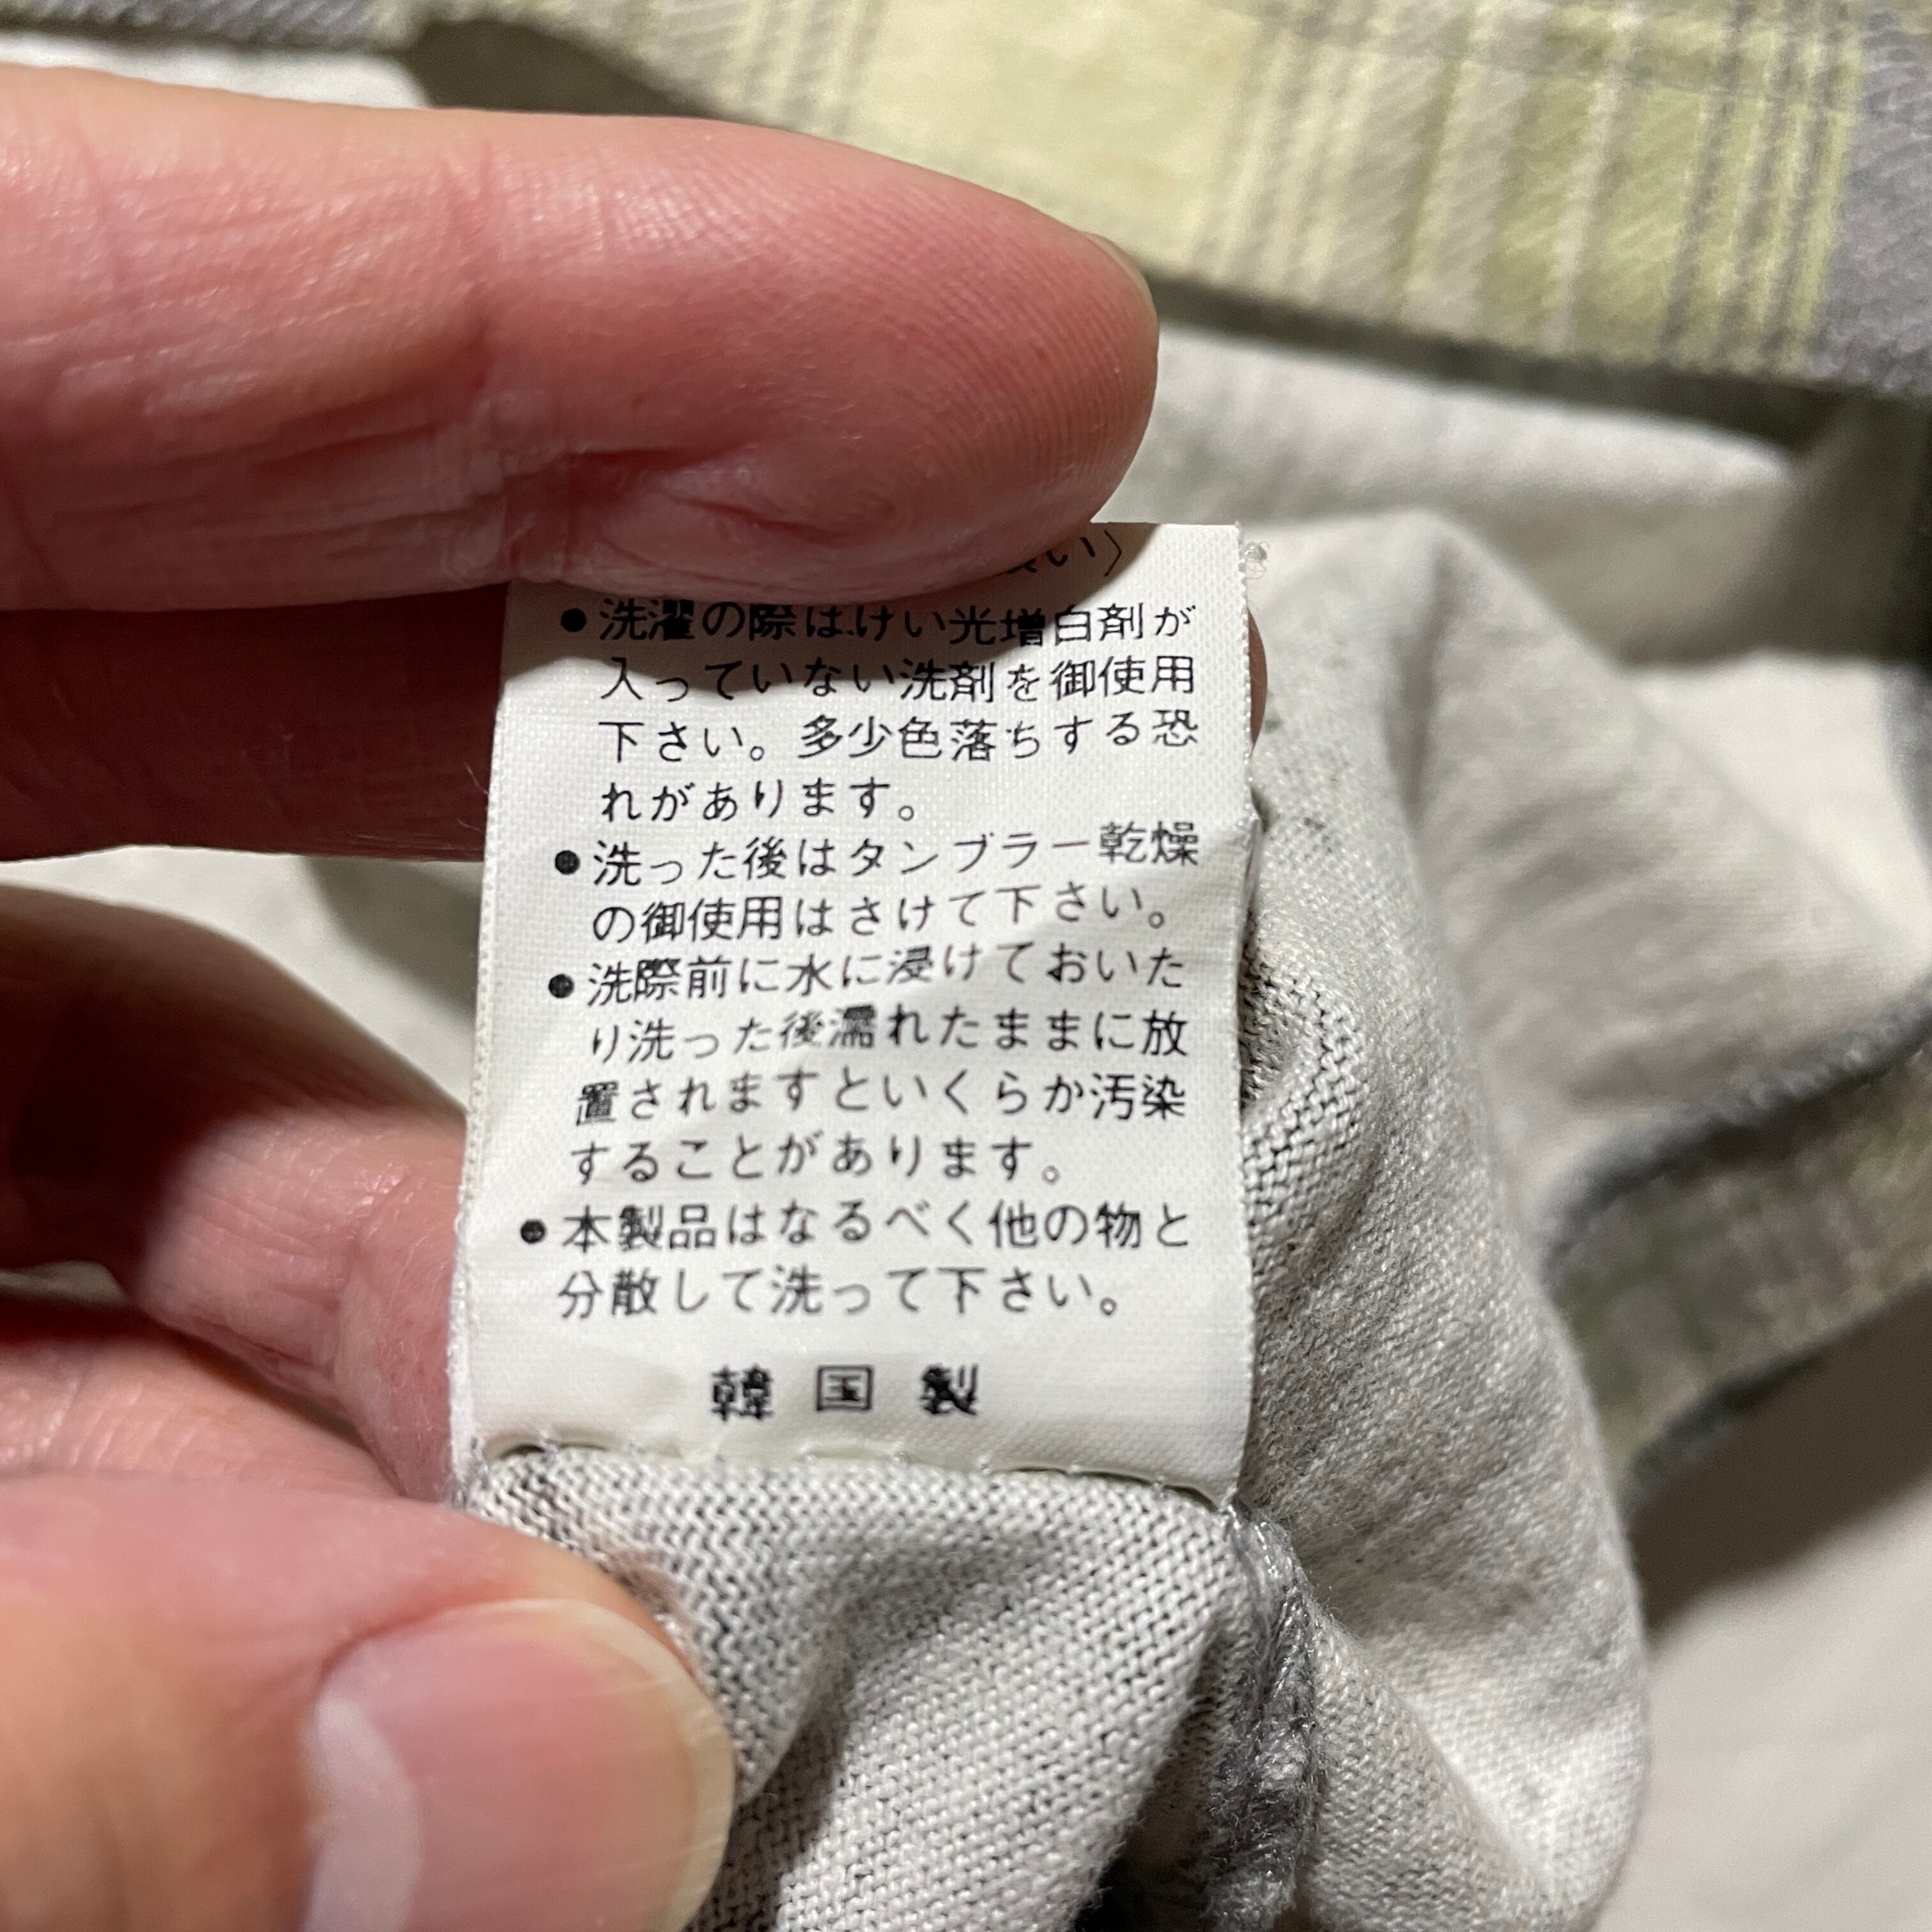 い〉
●洗濯の際はけい光増白剤が
入っていない洗剤を御使用
下さい。多少色落ちする恐
れがあります。
●洗った後はタンブラー乾燥
の御使用はさけて下さい。
●洗際前に水に浸けておいた
り洗った後濡れたままに放
置されますといくらか汚染
することがあります。
●本製品はなるべく他の物と
分散して洗って下さい。
韓国製